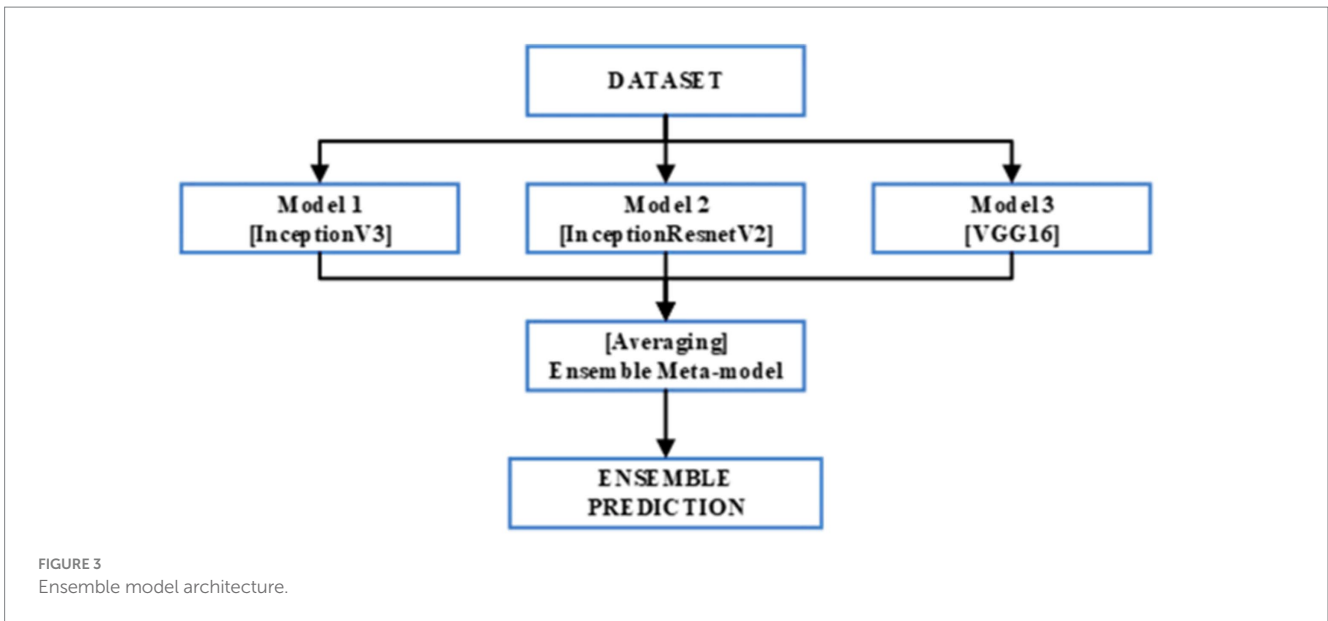 DATASET
Model 1
[InceptionV3]
Model 2
[InceptionResnetV2]
Model 3
[VGG16]
[Averaging]
Ensemble Meta-model
ENSEMBLE
PREDICTION
FIGURE 3
Ensemble model architecture.